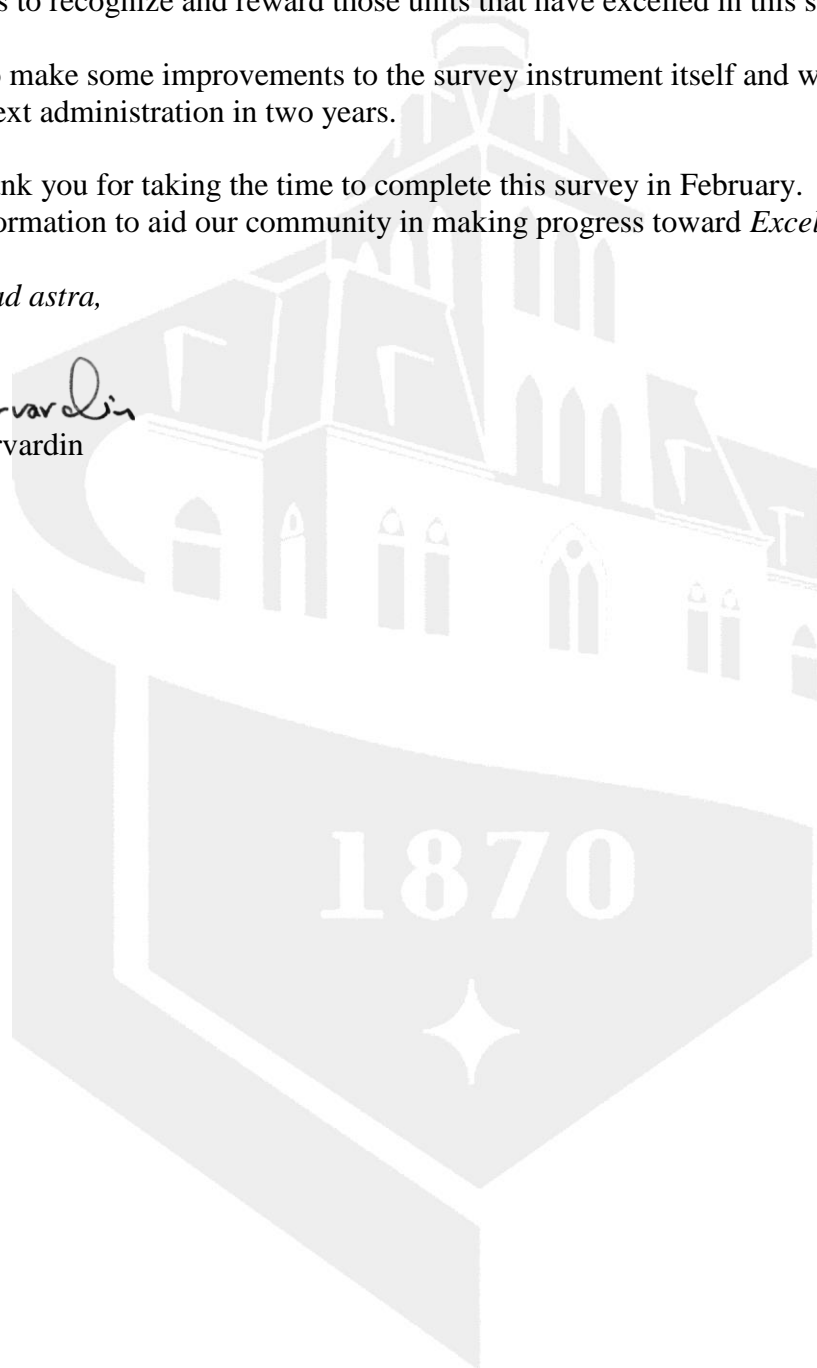 s to recognize and reward those units that have excelled in this s
o make some improvements to the survey instrument itself and w
ext administration in two years.
nk you for taking the time to complete this survey in February.
ormation to aid our community in making progress toward Excel
ad astra,
rvardin
rvardin
1870